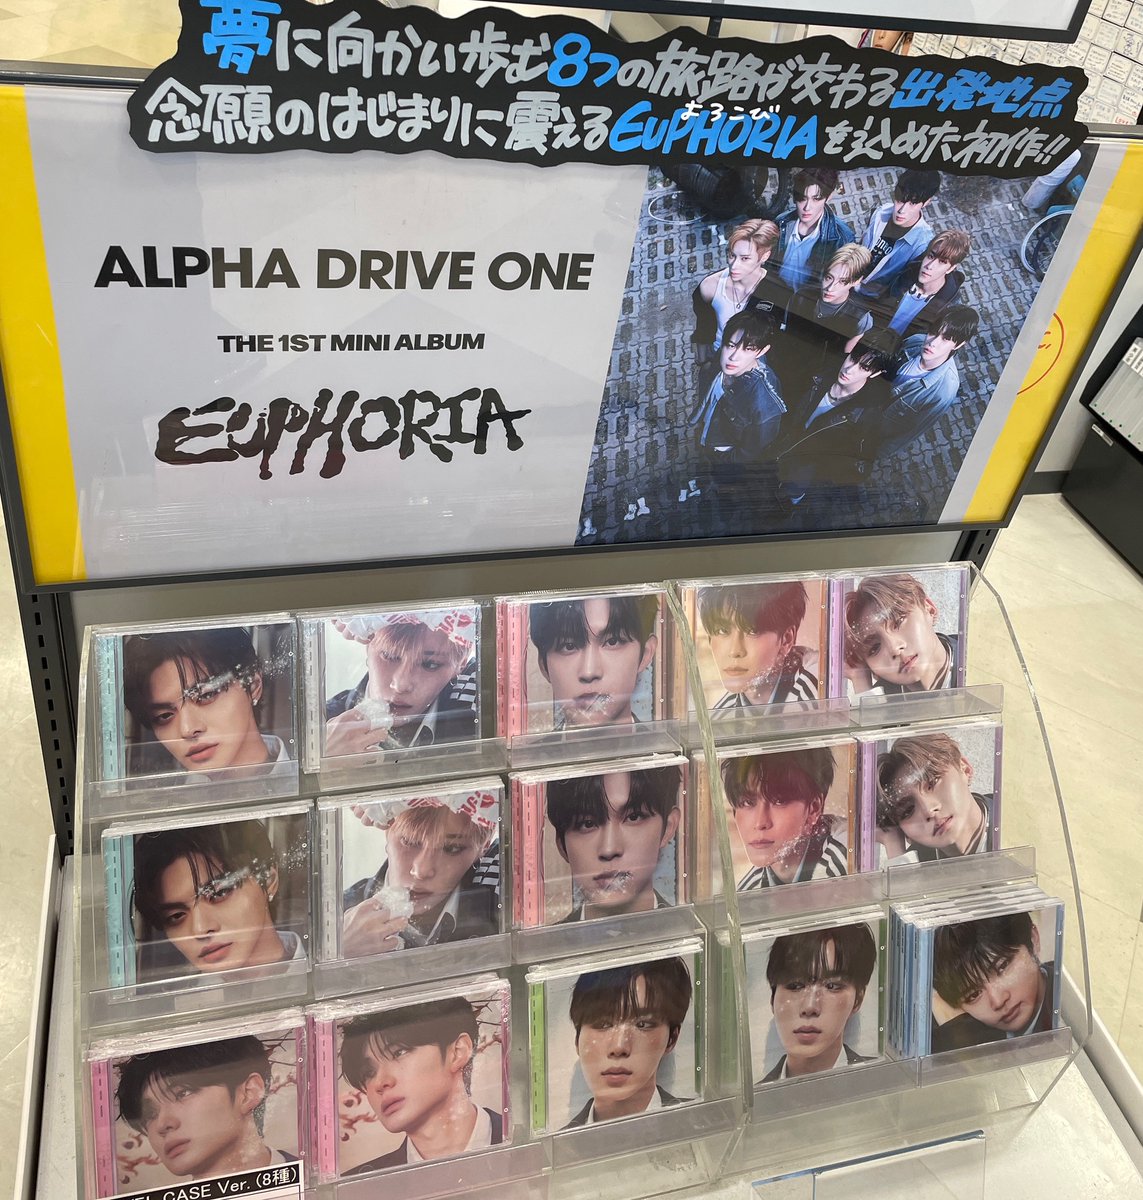 夢に向かい歩む8つの旅路が交わる出発地点
念願のはじまりに震えるEUPHORIAを込めた初作!!
よろこび
ALPHA DRIVE ONE
THE 1ST MINI ALBUM
EUPHORIA
CASE Ver.(8種)